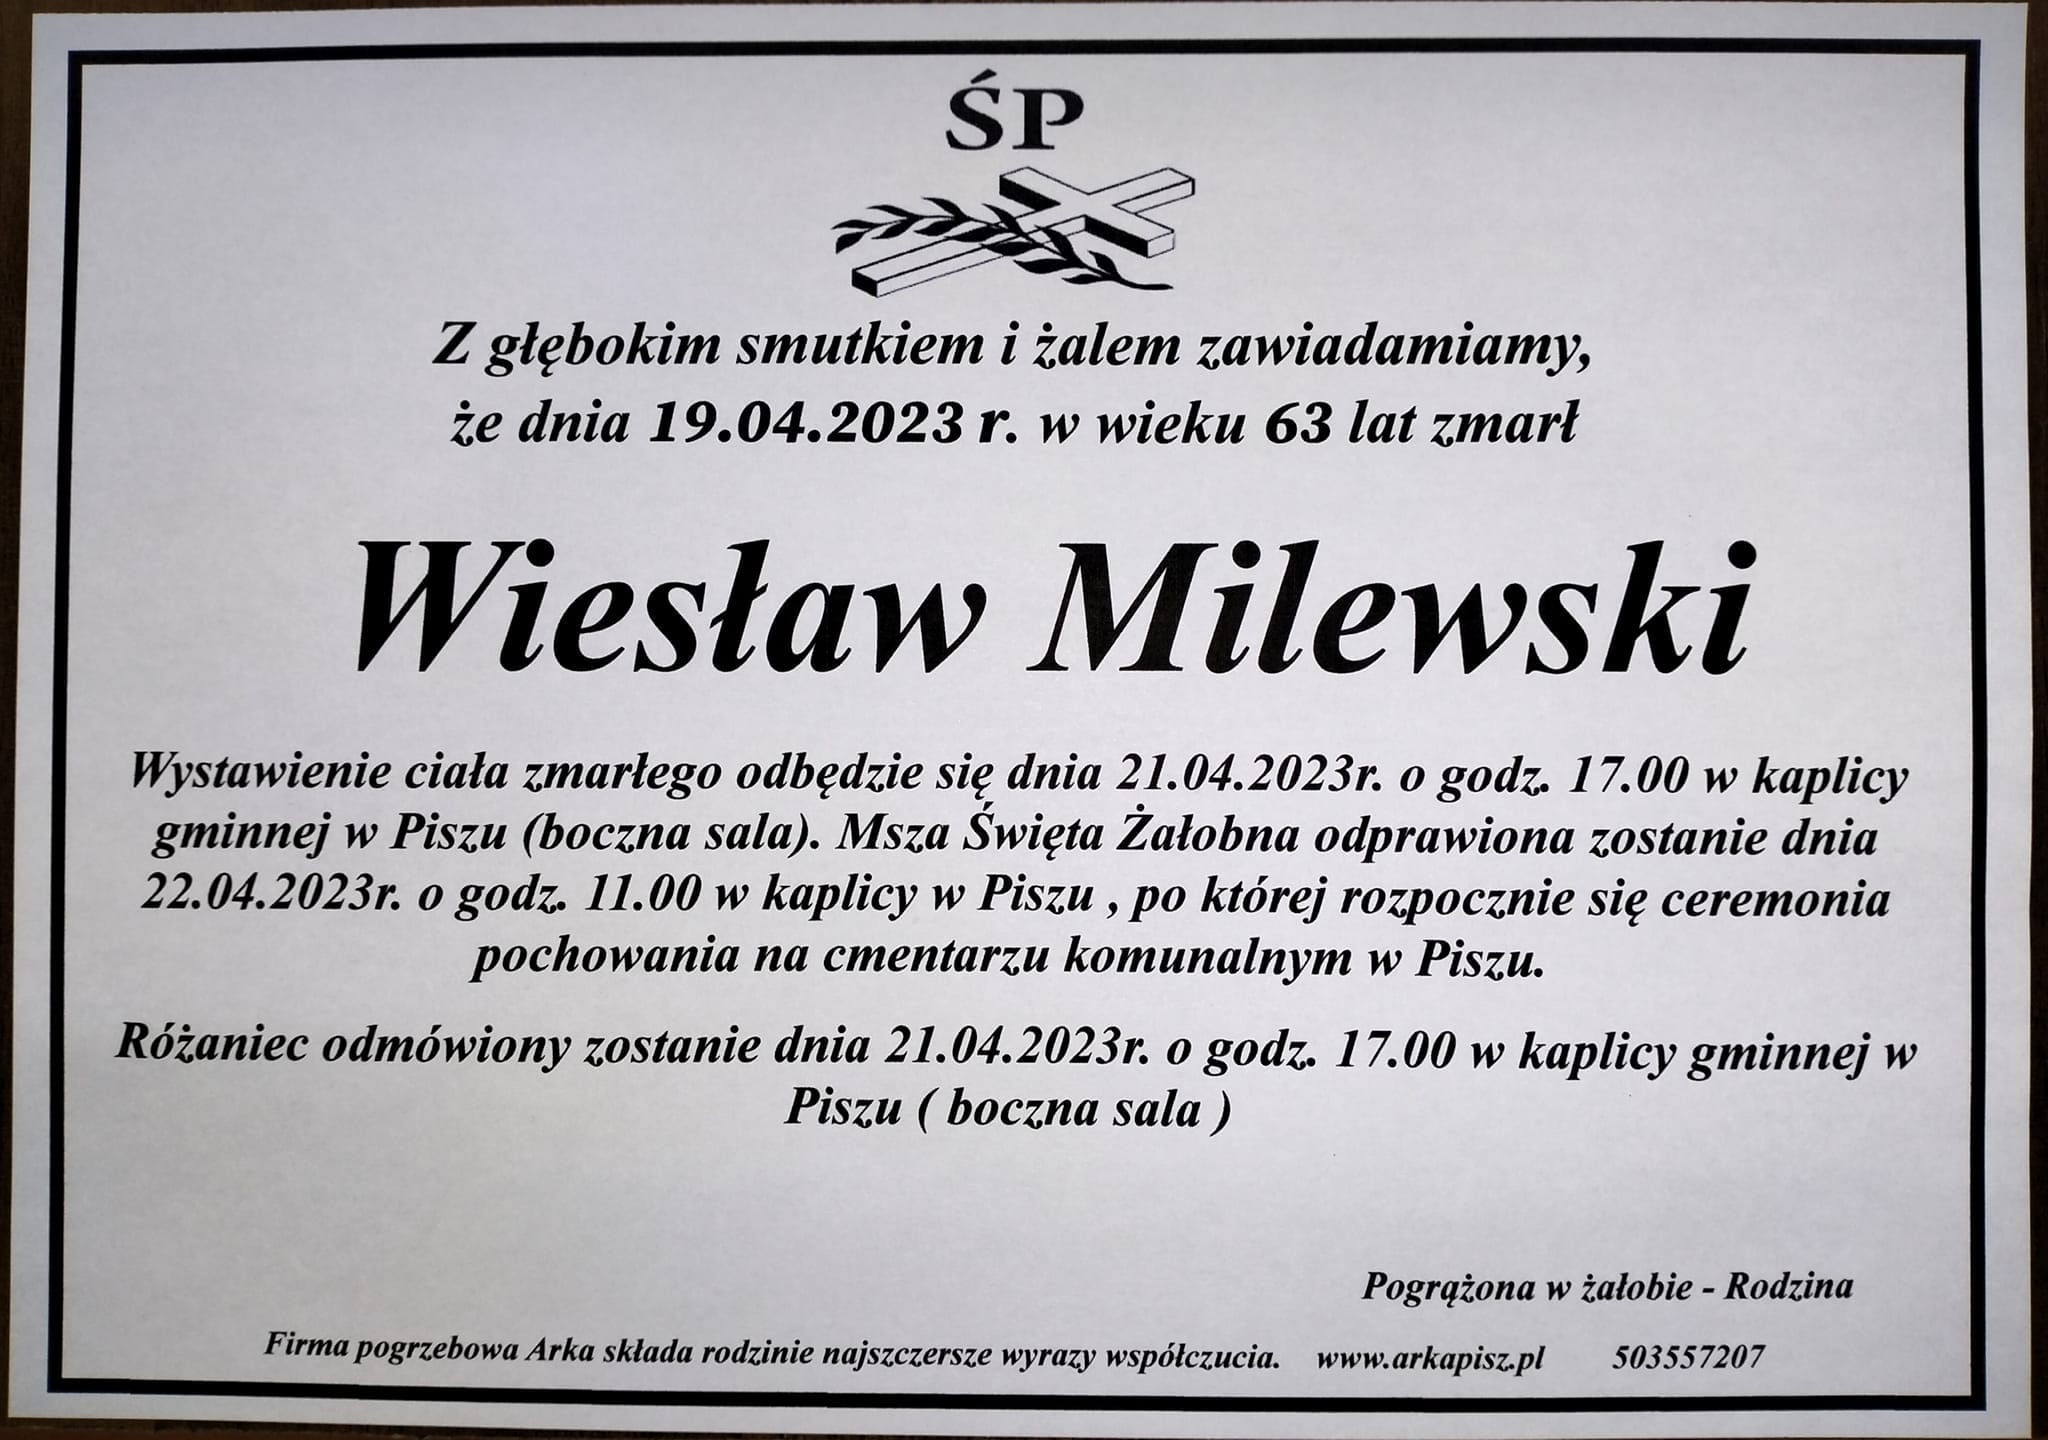 ŚP
Z głębokim smutkiem i żalem zawiadamiamy,
że dnia 19.04.2023 r. w wieku 63 lat zmarł
Wiesław Milewski
Wystawienie ciała zmarłego odbędzie się dnia 21.04.2023r. o godz. 17.00 w kaplicy
gminnej w Piszu (boczna sala). Msza Święta Żałobna odprawiona zostanie dnia
22.04.2023r. o godz. 11.00 w kaplicy w Piszu , po której rozpocznie się ceremonia
pochowania na cmentarzu komunalnym w Piszu.
Różaniec odmówiony zostanie dnia 21.04.2023r. o godz. 17.00 w kaplicy gminnej w
Piszu ( boczna sala )
Pogrążona w żałobie - Rodzina
Firma pogrzebowa Arka składa rodzinie najszczersze wyrazy współczucia. www.arkapisz.pl 503557207